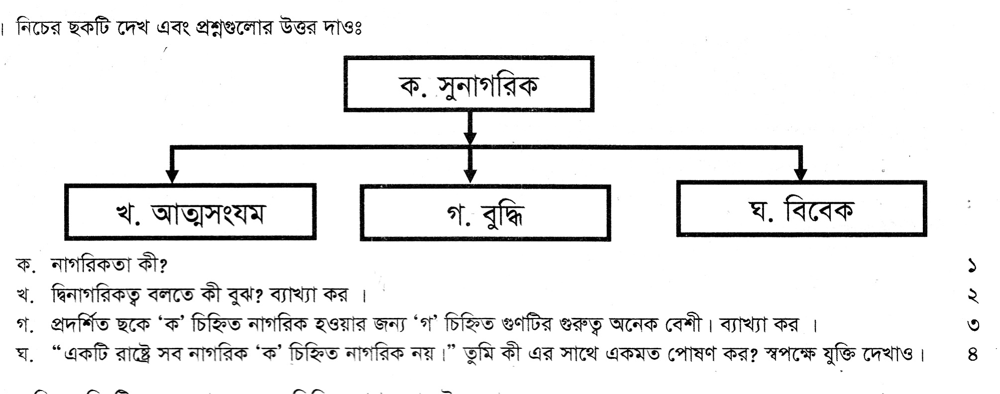 । নিচের ছকটি দেখ এবং প্রশ্নগুলোর উত্তর দাওঃ
ক. সুনাগরিক
খ. আত্মসংযম গ. বুদ্ধি ঘ. বিবেক
ক. নাগরিকতা কী? ১
খ. দ্বিনাগরিকত্ব বলতে কী বুঝ? ব্যাখ্যা কর । ২
গ. প্রদর্শিত ছকে ‘ক’ চিহ্নিত নাগরিক হওয়ার জন্য ‘গ’ চিহ্নিত গুণটির গুরুত্ব অনেক বেশী। ব্যাখ্যা কর । ৩
ঘ. “একটি রাষ্ট্রে সব নাগরিক ‘ক’ চিহ্নিত নাগরিক নয়।” তুমি কী এর সাথে একমত পোষণ কর? স্বপক্ষে যুক্তি দেখাও। ৪